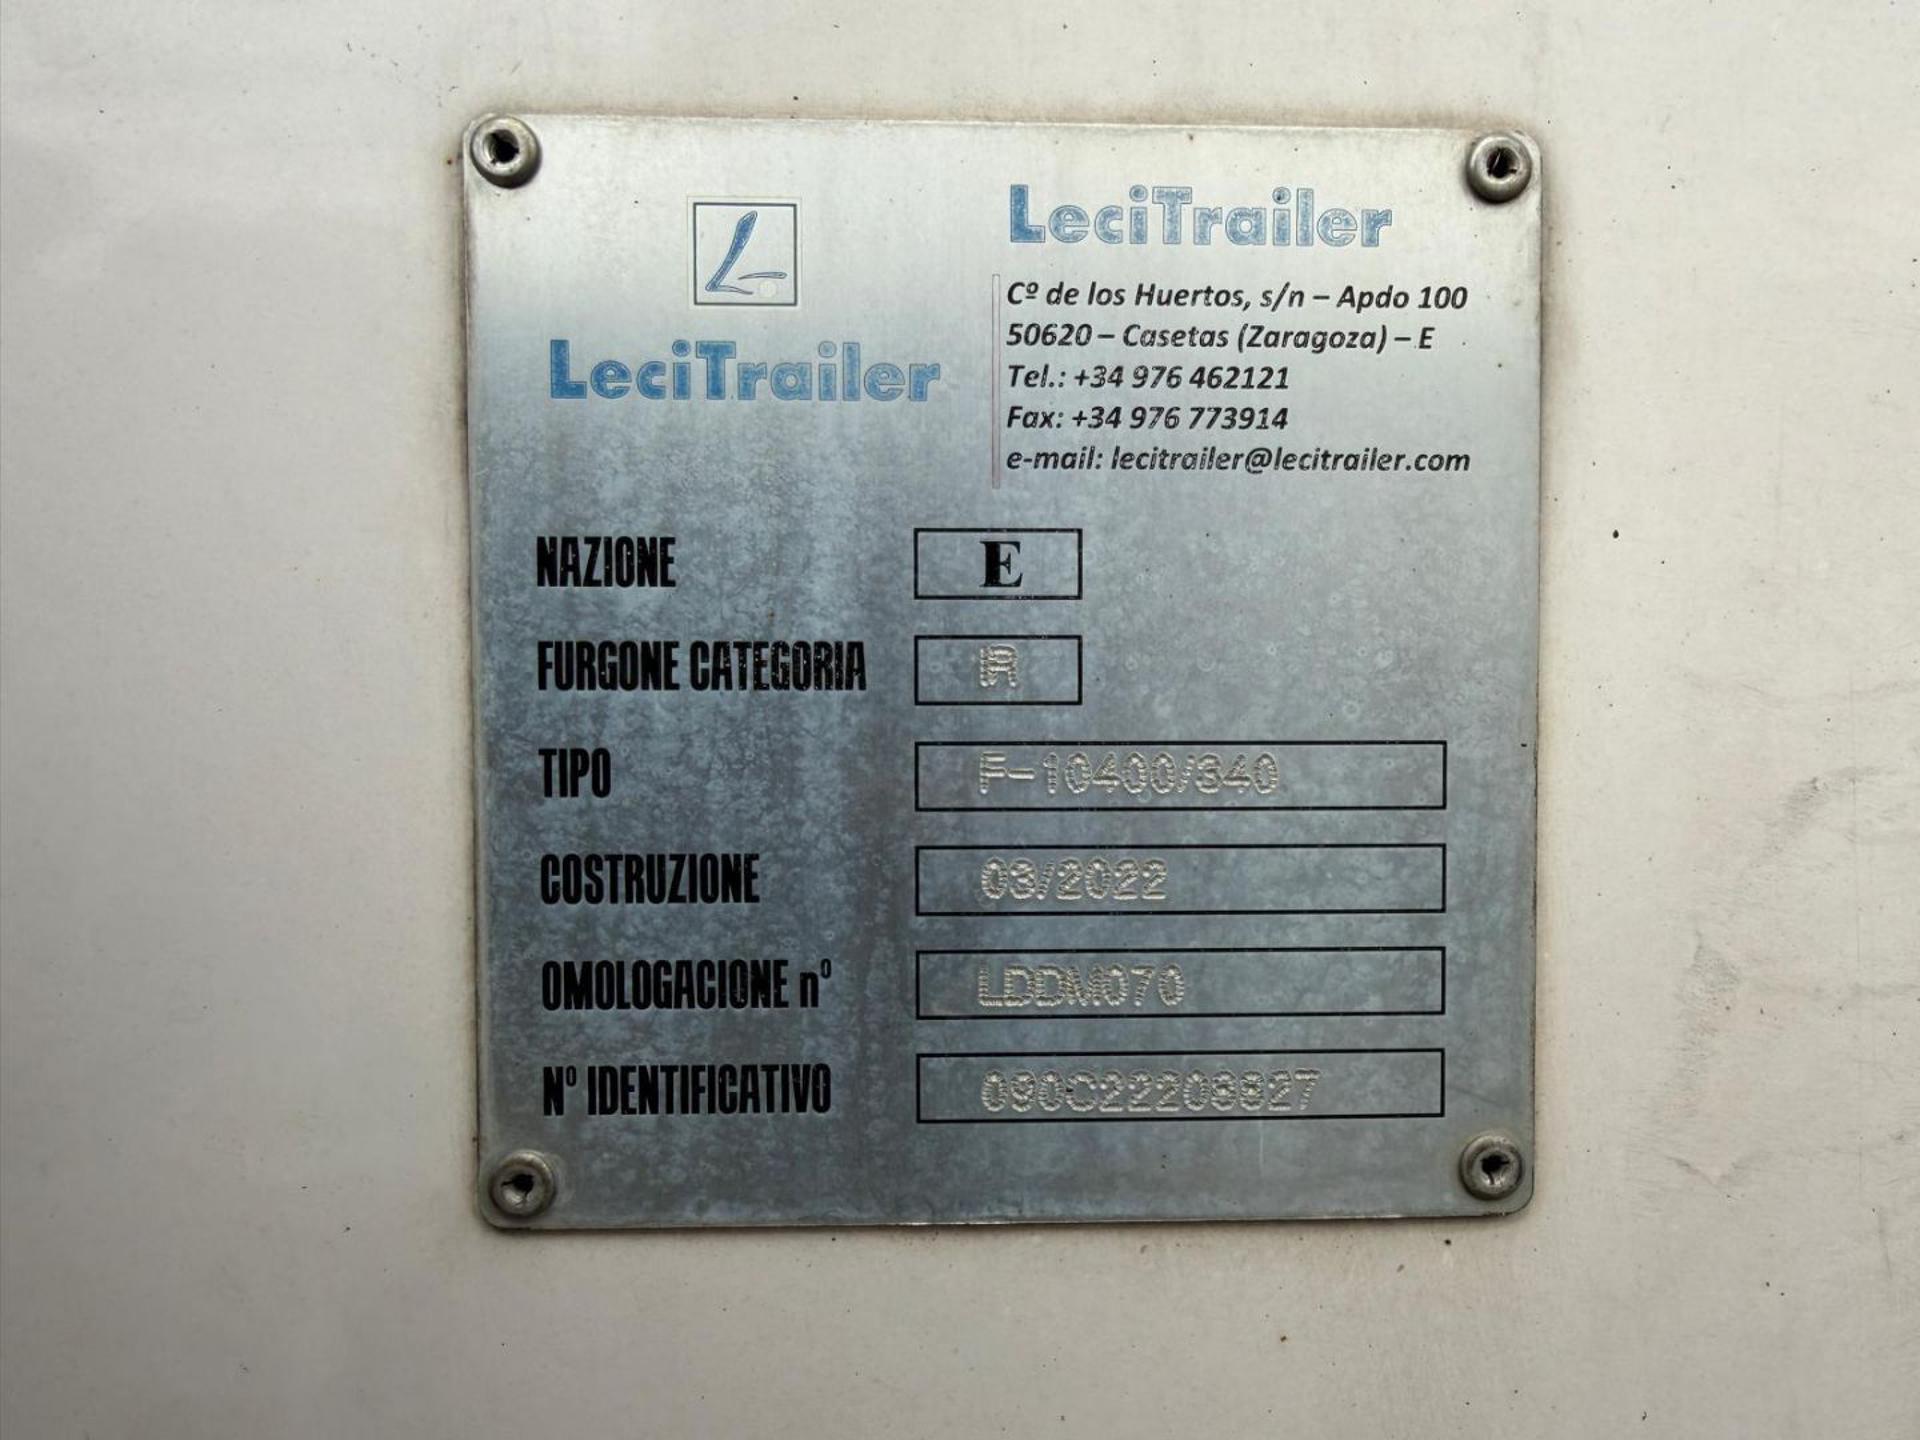 LeciTrailer
LeciTrailer
Cº de los Huertos, s/n – Apdo 100
50620 – Casetas (Zaragoza) – E
Tel.: +34 976 462121
Fax: +34 976 773914
e-mail: lecitrailer@lecitrailer.com
NAZIONE E
FURGONE CATEGORIA IR
TIPO F-10400/340
COSTRUZIONE 03/2022
OMOLOGACIONE nº LDDM070
Nº IDENTIFICATIVO